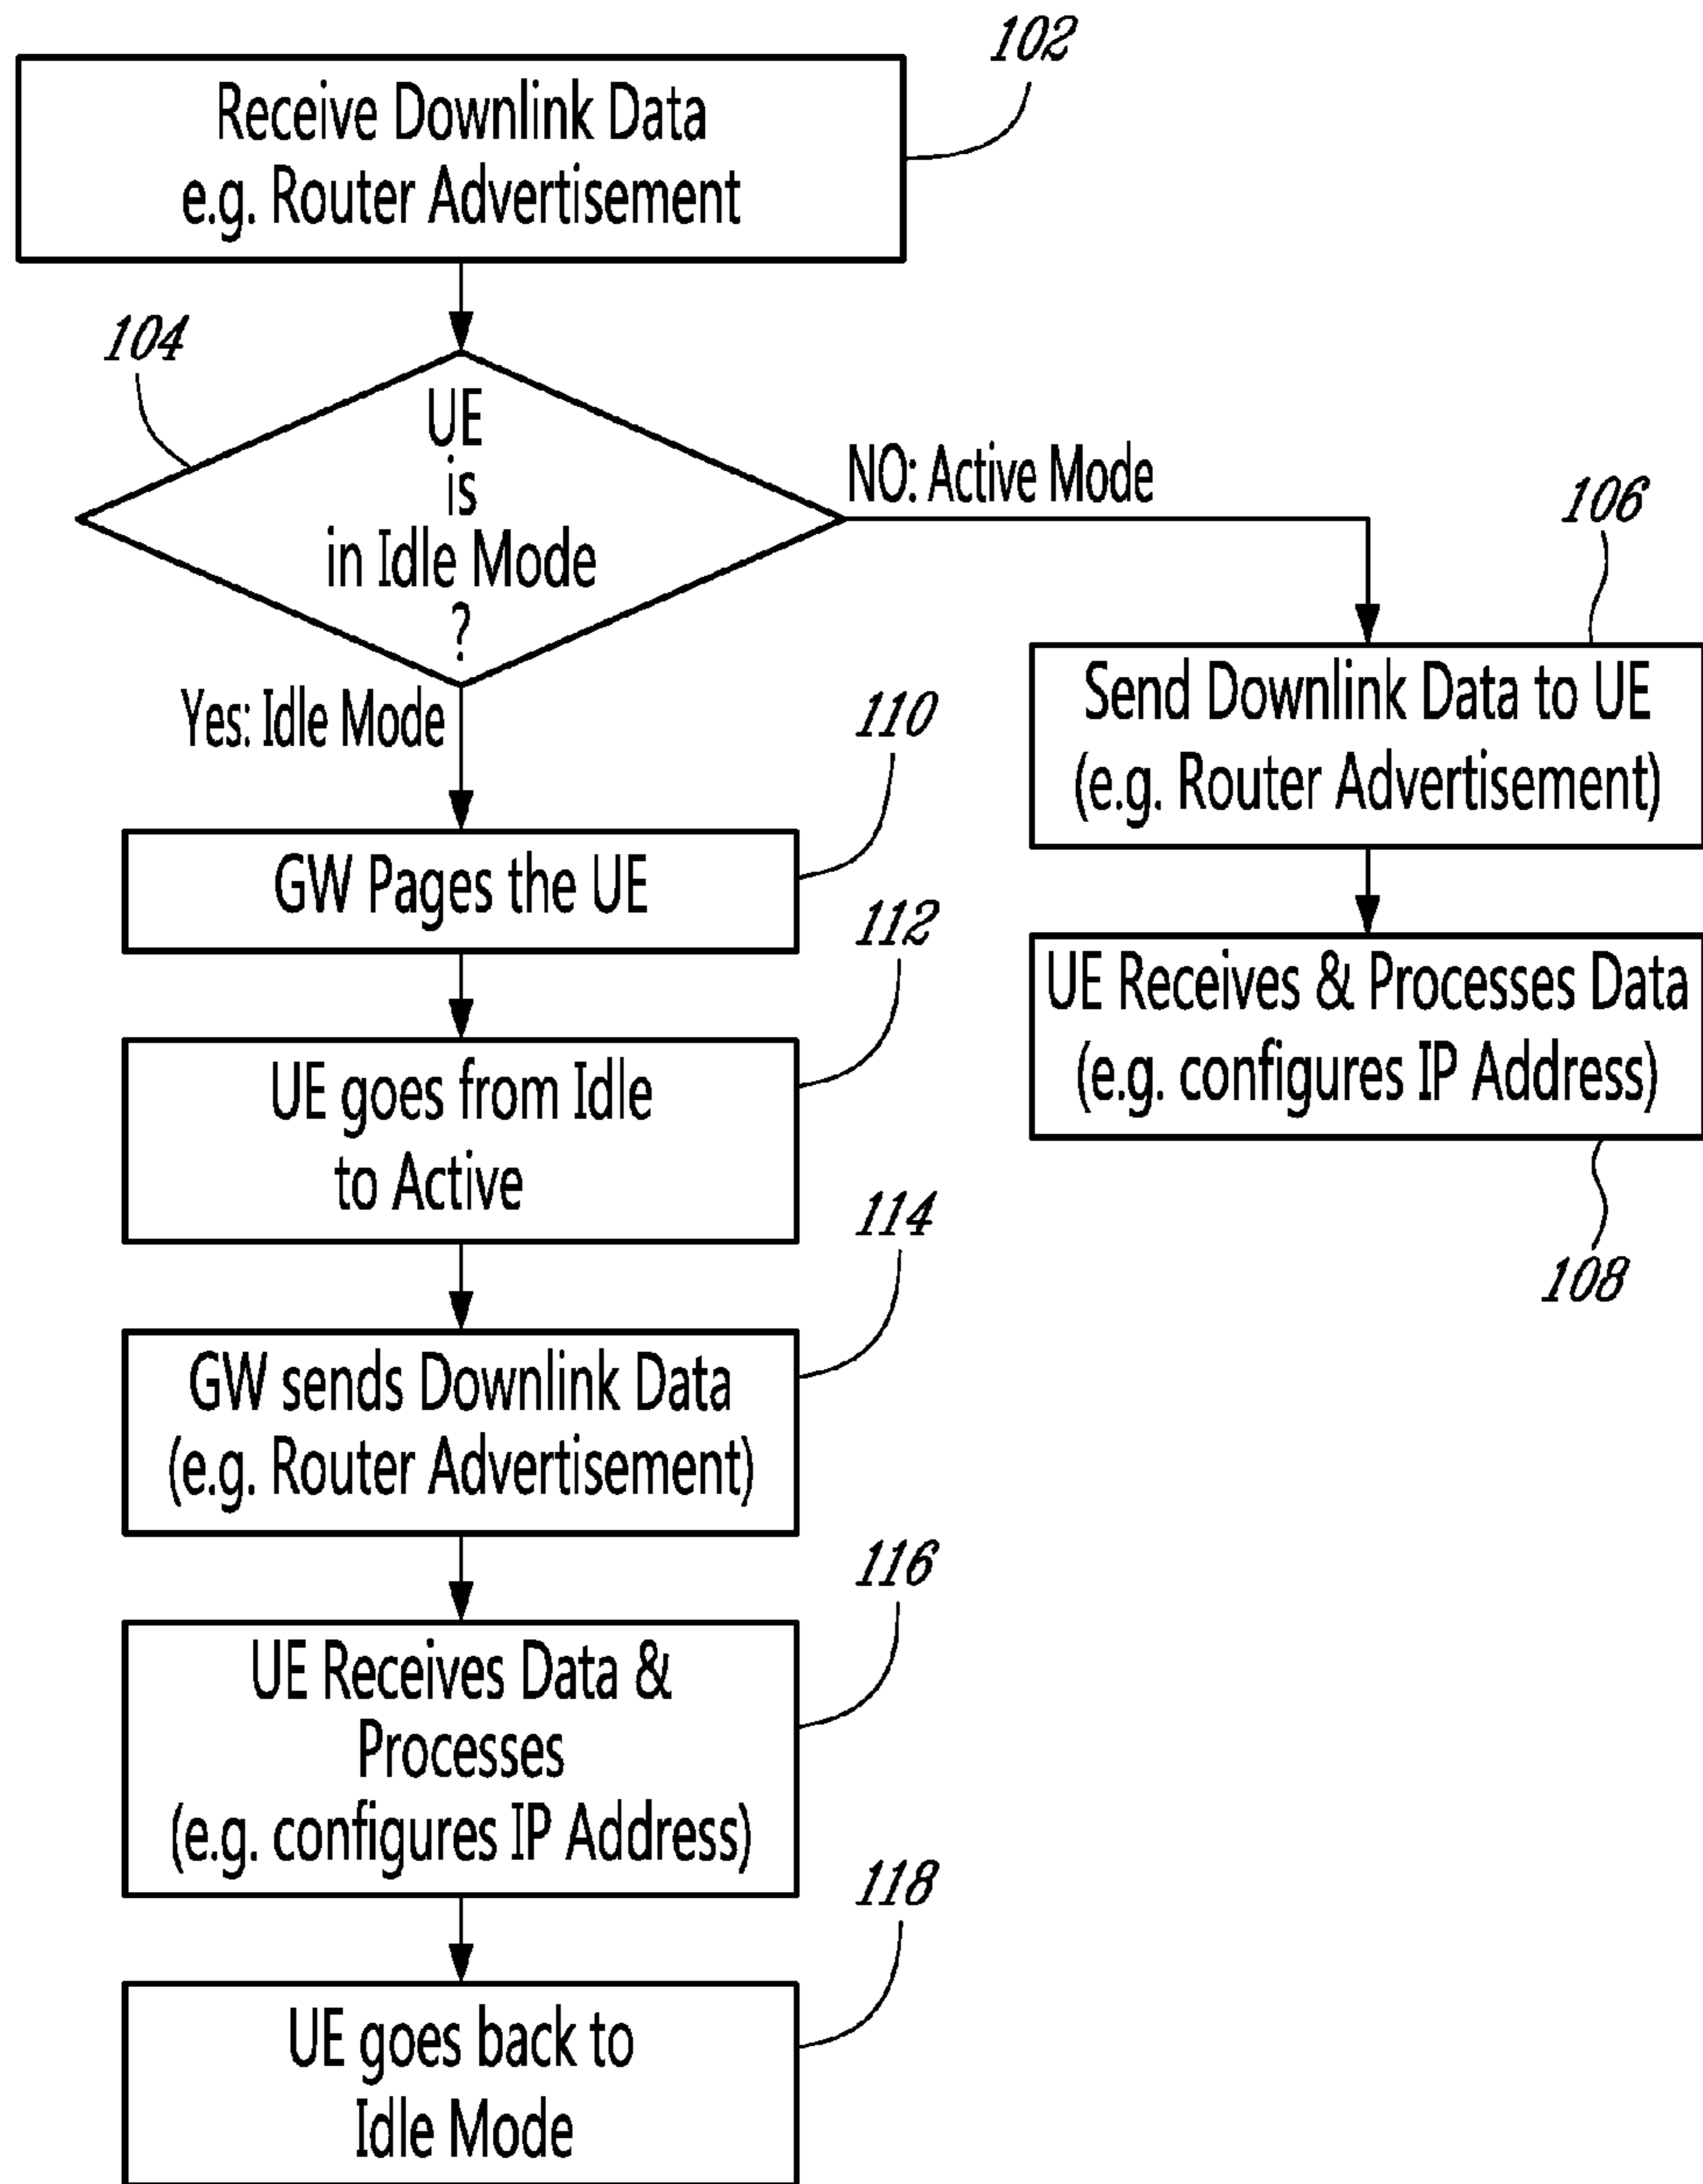 102
Receive Downlink Data
e.g. Router Advertisement
104
UE
is
in Idle Mode
?
NO: Active Mode
Yes: Idle Mode
106
Send Downlink Data to UE
(e.g. Router Advertisement)
UE Receives & Processes Data
(e.g. configures IP Address)
108
110
GW Pages the UE
112
UE goes from Idle
to Active
114
GW sends Downlink Data
(e.g. Router Advertisement)
116
UE Receives Data &
Processes
(e.g. configures IP Address)
118
UE goes back to
Idle Mode